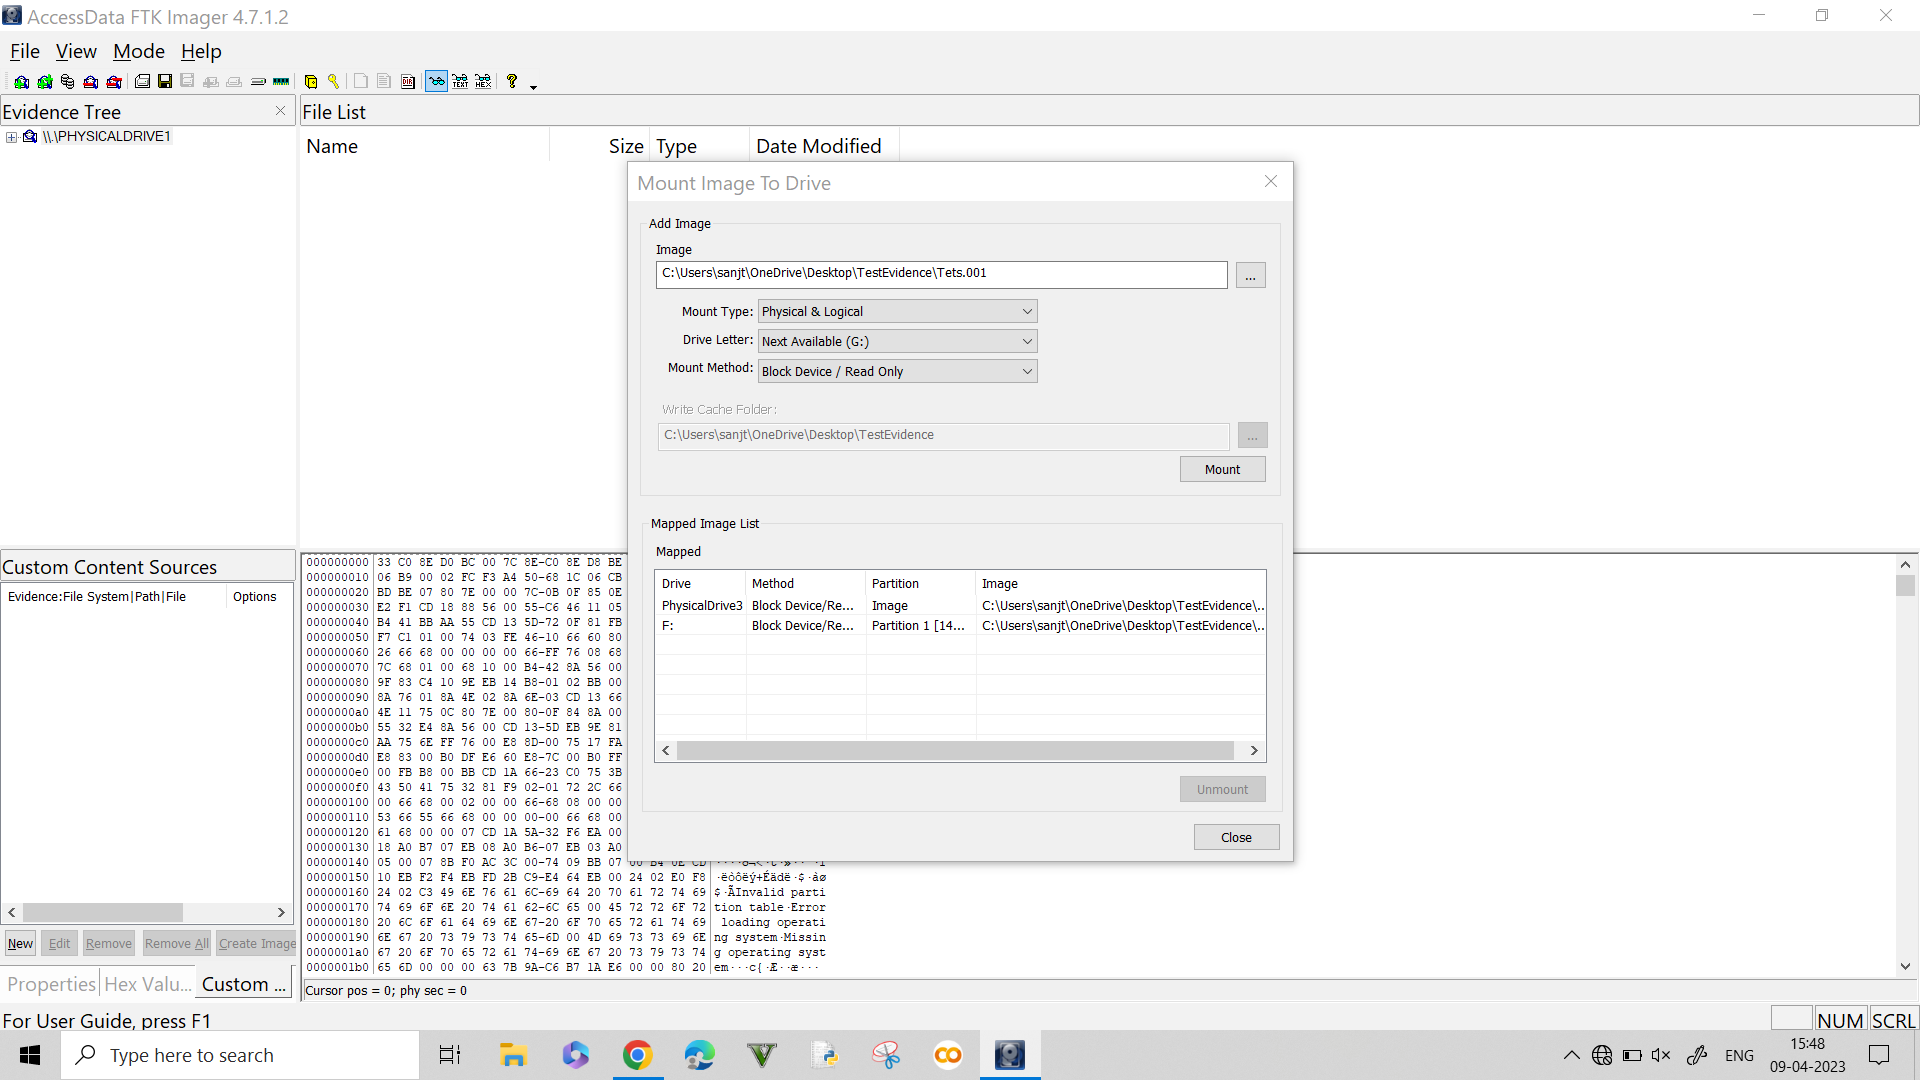 AccessData FTK Imager 4.7.1.2
File View Mode Help
Evidence Tree
File List
\\.\PHYSICALDRIVE1
Name Size Type Date Modified
Mount Image To Drive
Add Image
Image
C:\Users\sanjt\OneDrive\Desktop\TestEvidence\Tets.001
...
Mount Type: Physical & Logical
Drive Letter: Next Available (G:)
Mount Method: Block Device / Read Only
Write Cache Folder:
C:\Users\sanjt\OneDrive\Desktop\TestEvidence
...
Mount
Mapped Image List
Mapped
Drive Method Partition Image
PhysicalDrive3 Block Device/Re... Image C:\Users\sanjt\OneDrive\Desktop\TestEvidence\...
F: Block Device/Re... Partition 1 [14... C:\Users\sanjt\OneDrive\Desktop\TestEvidence\...
Unmount
Close
Custom Content Sources
Evidence:File System|Path|File Options
New Edit Remove Remove All Create Image
Properties Hex Valu... Custom ...
000000000 33 C0 8E D0 BC 00 7C 8E-C0 8E D8 BE
000000010 06 B9 00 02 FC F3 A4 50-68 1C 06 CB
000000020 BD BE 07 80 7E 00 00 7C-0B 0F 85 0E
000000030 E2 F1 CD 18 88 56 00 55-C6 46 11 05
000000040 B4 41 BB AA 55 CD 13 5D-72 0F 81 FB
000000050 F7 C1 01 00 74 03 FE 46-10 66 60 80
000000060 26 66 68 00 00 00 00 66-FF 76 08 68
000000070 7C 68 01 00 68 10 00 B4-42 8A 56 00
000000080 9F 83 C4 10 9E EB 14 B8-01 02 BB 00
000000090 8A 76 01 8A 4E 02 8A 6E-03 CD 13 66
0000000a0 4E 11 75 0C 80 7E 00 80-0F 84 8A 00
0000000b0 55 32 E4 8A 56 00 CD 13-5D EB 9E 81
0000000c0 AA 75 6E FF 76 00 E8 8D-00 75 17 FA
0000000d0 E8 83 00 B0 DF E6 60 E8-7C 00 B0 FF
0000000e0 00 FB B8 00 BB CD 1A 66-23 C0 75 3B
0000000f0 43 50 41 75 32 81 F9 02-01 72 2C 66
000000100 00 66 68 00 02 00 00 66-68 08 00 00
000000110 53 66 55 66 68 00 00 00-00 66 68 00
000000120 61 68 00 00 07 CD 1A 5A-32 F6 EA 00
000000130 18 A0 B7 07 EB 08 A0 B6-07 EB 03 A0
000000140 05 00 07 8B F0 AC 3C 00-74 09 BB 07 00 B4 0E CD
000000150 10 EB F2 F4 EB FD 2B C9-E4 64 EB 00 24 02 E0 F8 ·ëòôëý+Éädë·$·àø
000000160 24 02 C3 49 6E 76 61 6C-69 64 20 70 61 72 74 69 $·ÃInvalid parti
000000170 74 69 6F 6E 20 74 61 62-6C 65 00 45 72 72 6F 72 tion table·Error
000000180 20 6C 6F 61 64 69 6E 67-20 6F 70 65 72 61 74 69 loading operati
000000190 6E 67 20 73 79 73 74 65-6D 00 4D 69 73 73 69 6E ng system·Missin
0000001a0 67 20 6F 70 65 72 61 74-69 6E 67 20 73 79 73 74 g operating syst
0000001b0 65 6D 00 00 00 63 7B 9A-C6 B7 1A E6 00 00 80 20 em···c{·Æ·.æ···
Cursor pos = 0; phy sec = 0
For User Guide, press F1
NUM SCRL
Type here to search
ENG
15:48
09-04-2023